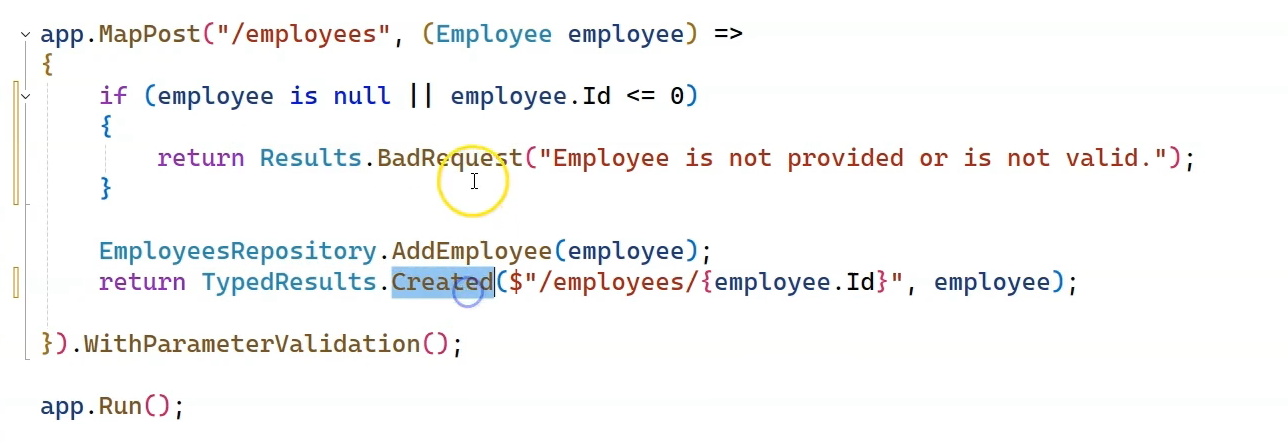 app.MapPost("/employees", (Employee employee) =>
{
    if (employee is null || employee.Id <= 0)
    {
        return Results.BadRequest("Employee is not provided or is not valid.");
    }
    EmployeesRepository.AddEmployee(employee);
    return TypedResults.Created($"/employees/{employee.Id}", employee);
}).WithParameterValidation();
app.Run();